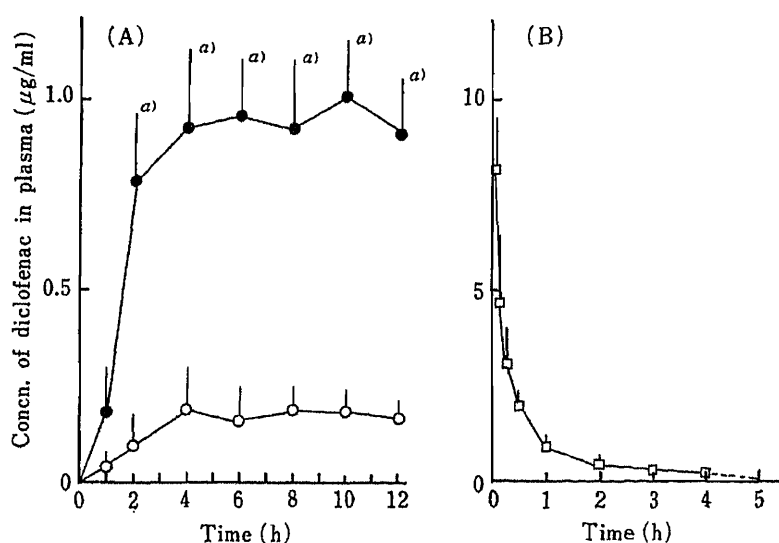 (A)
Concn. of diclofenac in plasma (μg/ml)
1.0
0.5
0
a)
a)
a)
a)
a)
a)
0 2 4 6 8 10 12
Time (h)
(B)
10
5
0
0 1 2 3 4 5
Time (h)